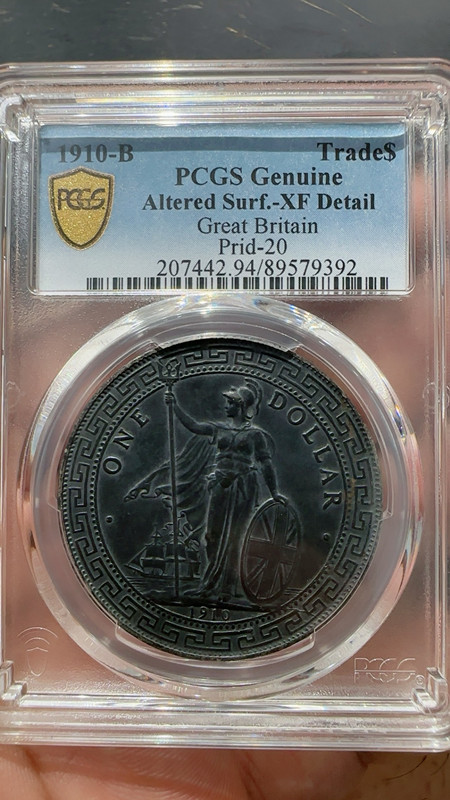 1910-B Trade$
PCGS Genuine
PCGS
Altered Surf.-XF Detail
Great Britain
Prid-20
207442.94/89579392
ONE DOLLAR
1910
PCGS